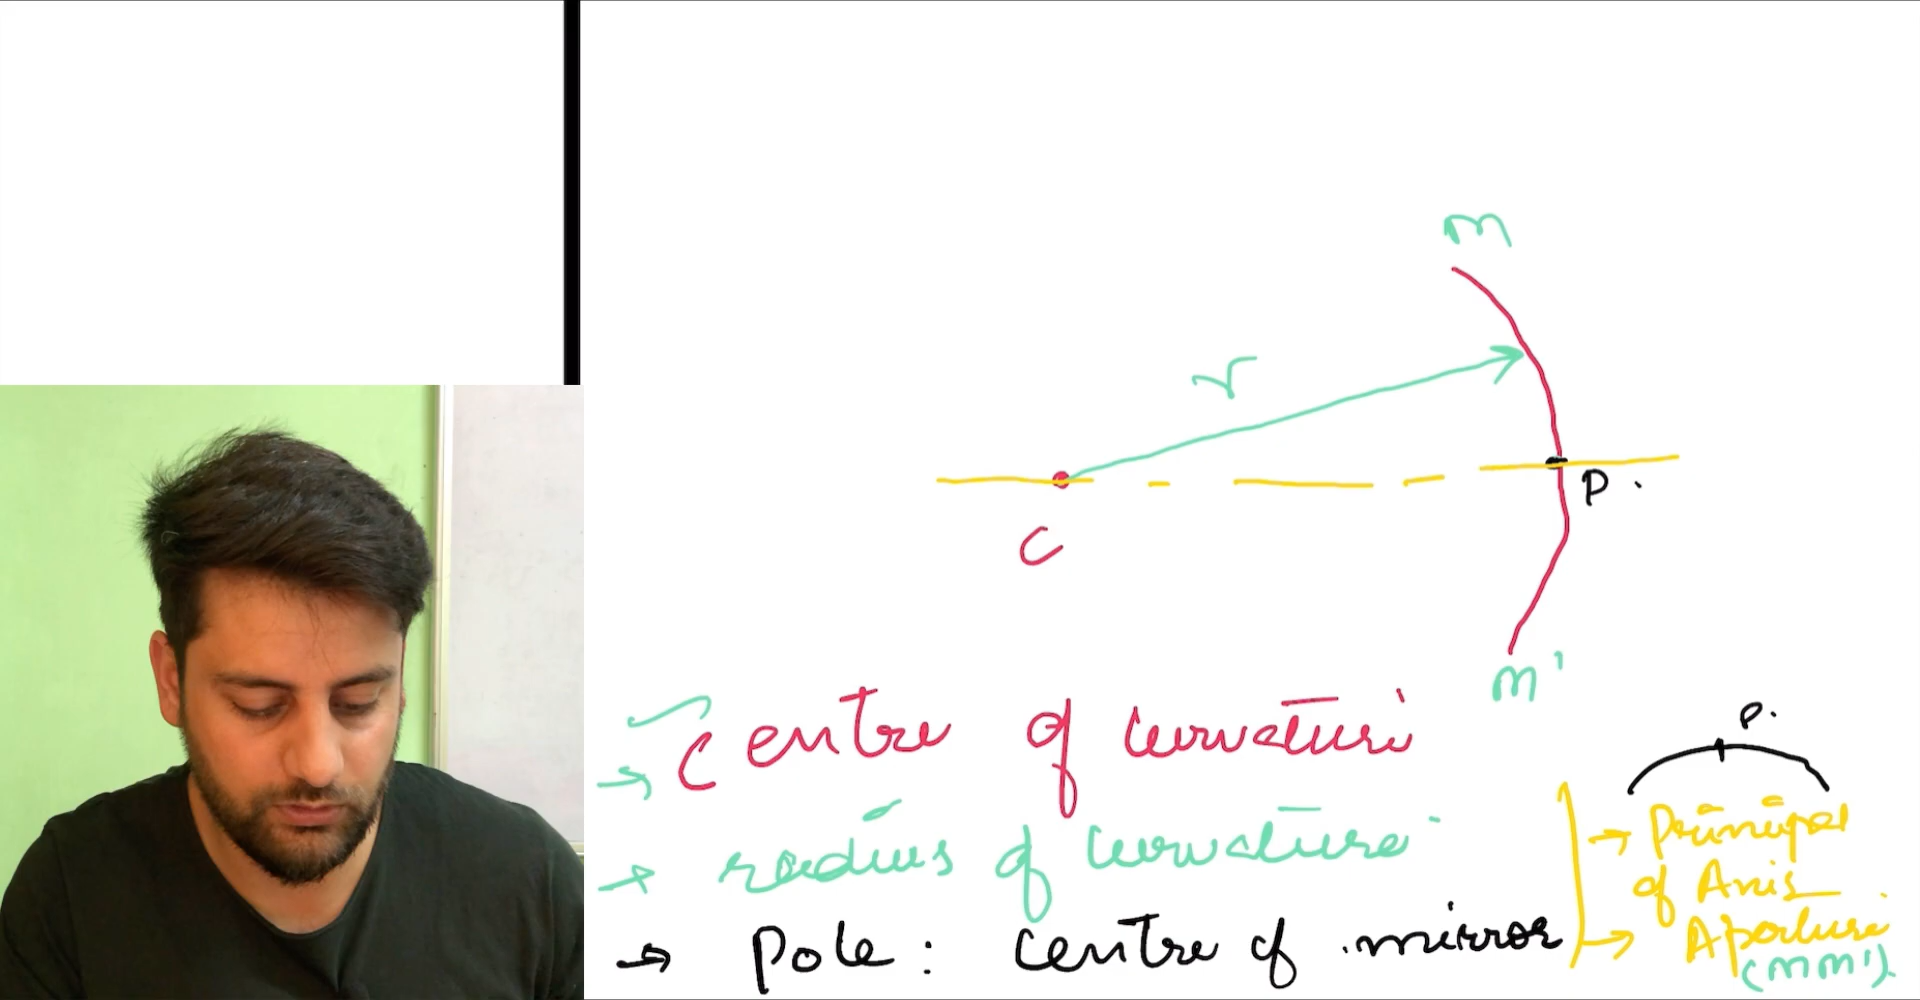 m
r
P.
C
m'
Centre of curvature
P.
→ radius of curvature
→ Principal
of Axis
→ Pole: centre of mirror
→ Aperture
(MM')